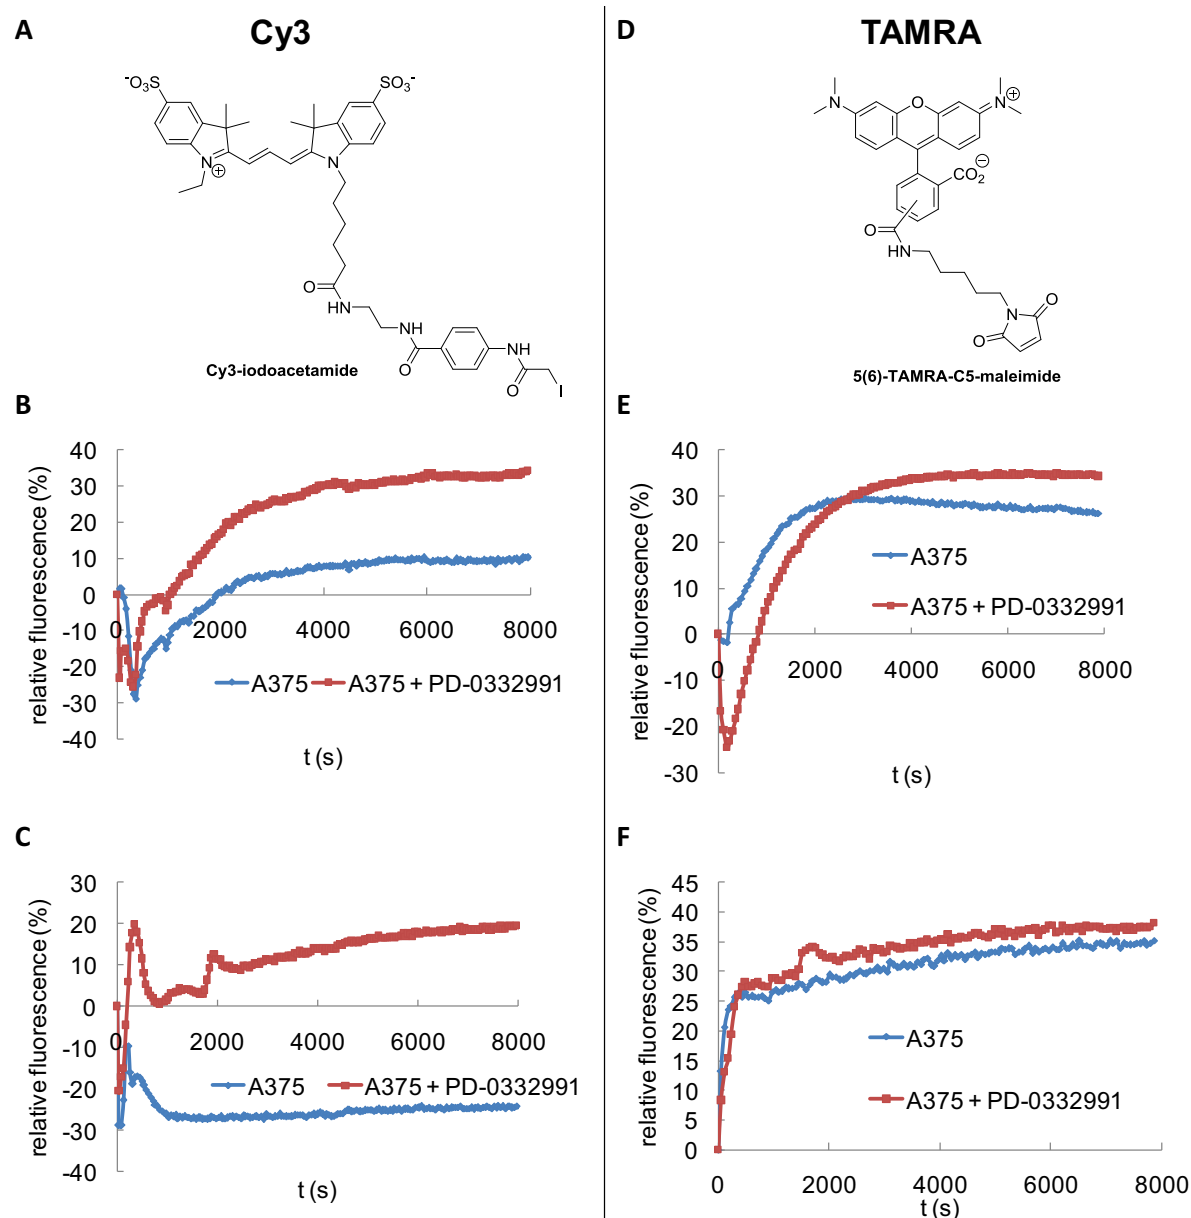 A
Cy3
-O3S
SO3-
N
⊕
N
O
HN
NH
O
NH
O
I
Cy3-iodoacetamide
B
40
30
20
10
0
-10
-20
-30
-40
relative fluorescence (%)
0
2000
4000
6000
8000
A375
A375 + PD-0332991
t (s)
C
30
20
10
0
-10
-20
-30
-40
relative fluorescence (%)
0
2000
4000
6000
8000
A375
A375 + PD-0332991
t (s)
D
TAMRA
N
O
N
⊕
CO2
⊖
O
HN
N
O
O
5(6)-TAMRA-C5-maleimide
E
40
30
20
10
0
-10
-20
-30
relative fluorescence (%)
0
2000
4000
6000
8000
A375
A375 + PD-0332991
t (s)
F
45
40
35
30
25
20
15
10
5
0
relative fluorescence (%)
0
2000
4000
6000
8000
A375
A375 + PD-0332991
t (s)